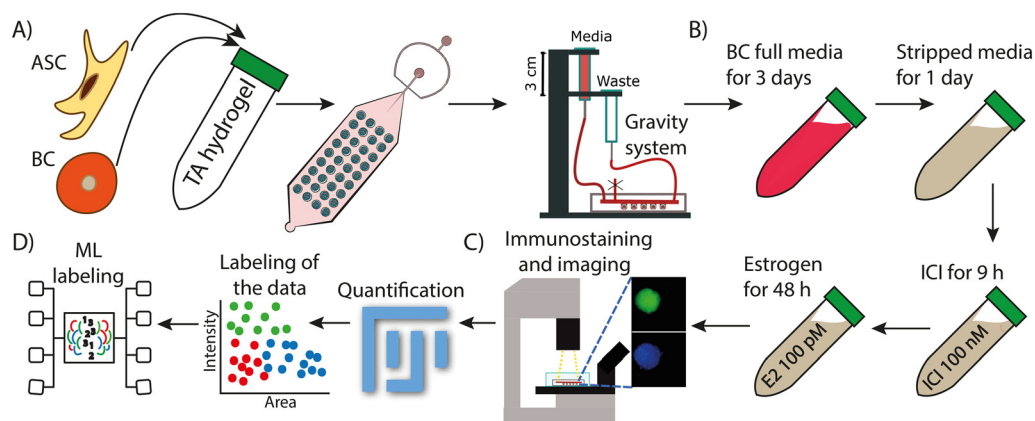 A)
ASC
BC
TA hydrogel
Media
3 cm
Waste
Gravity
system
B)
BC full media
for 3 days
Stripped media
for 1 day
ICI for 9 h
ICI 100 nM
Estrogen
for 48 h
E2 100 pM
C)
Immunostaining
and imaging
Quantification
D)
Labeling of
the data
Intensity
Area
ML
labeling